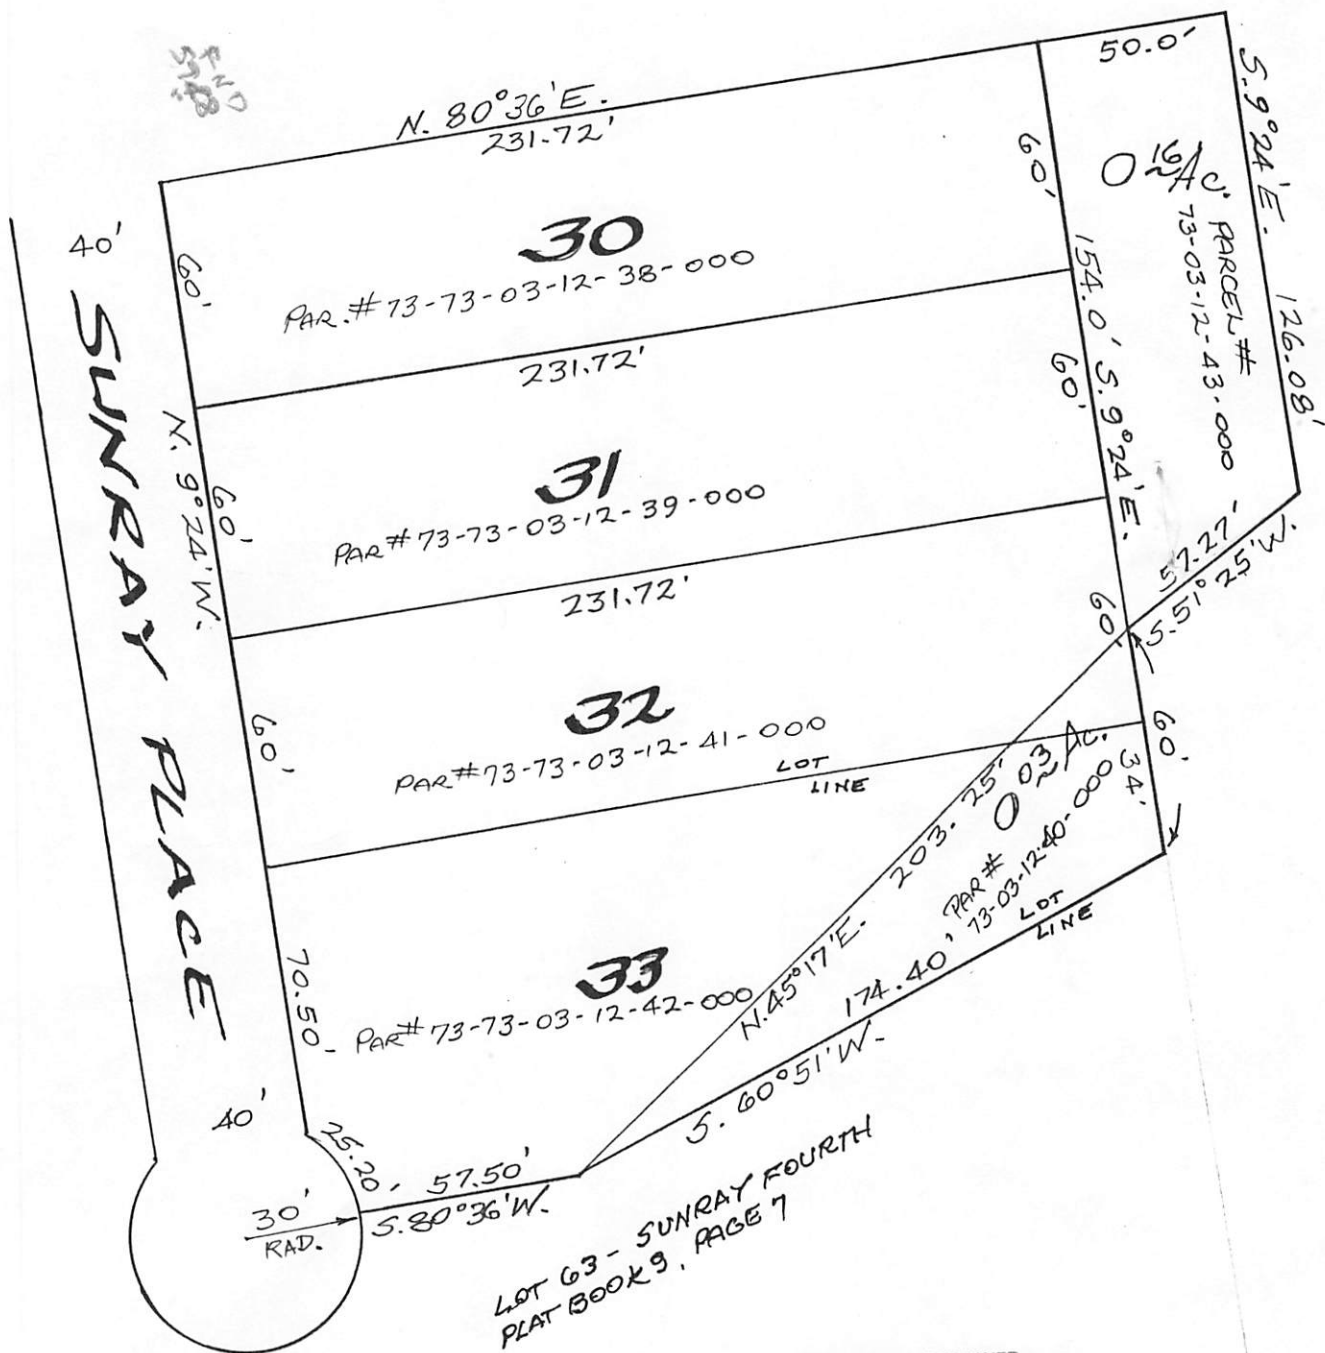 50.0'
N. 80°36'E.
231.72'
S. 9°24'E. 126.08'
40'
60'
60'
0 16 Ac.
PARCEL #
73-03-12-43-000
30
PAR. # 73-73-03-12-38-000
SUNRAY PLACE
154.0' S. 9°24'E.
231.72'
60'
N. 9°24'W.
60'
31
PAR# 73-73-03-12-39-000
57.27'
S. 51°25'W.
231.72'
60'
60'
32
PAR# 73-73-03-12-41-000
LOT
LINE
60'
34'
203.25'
N. 45°17'E.
0 03 Ac.
PAR #
73-03-12-40-000
LOT
LINE
70.50'
33
PAR# 73-73-03-12-42-000
174.40'
S. 60°51'W.
40'
25.20'
57.50'
S. 80°36'W.
30'
RAD.
LOT 63 - SUNRAY FOURTH
PLAT BOOK 9, PAGE 7